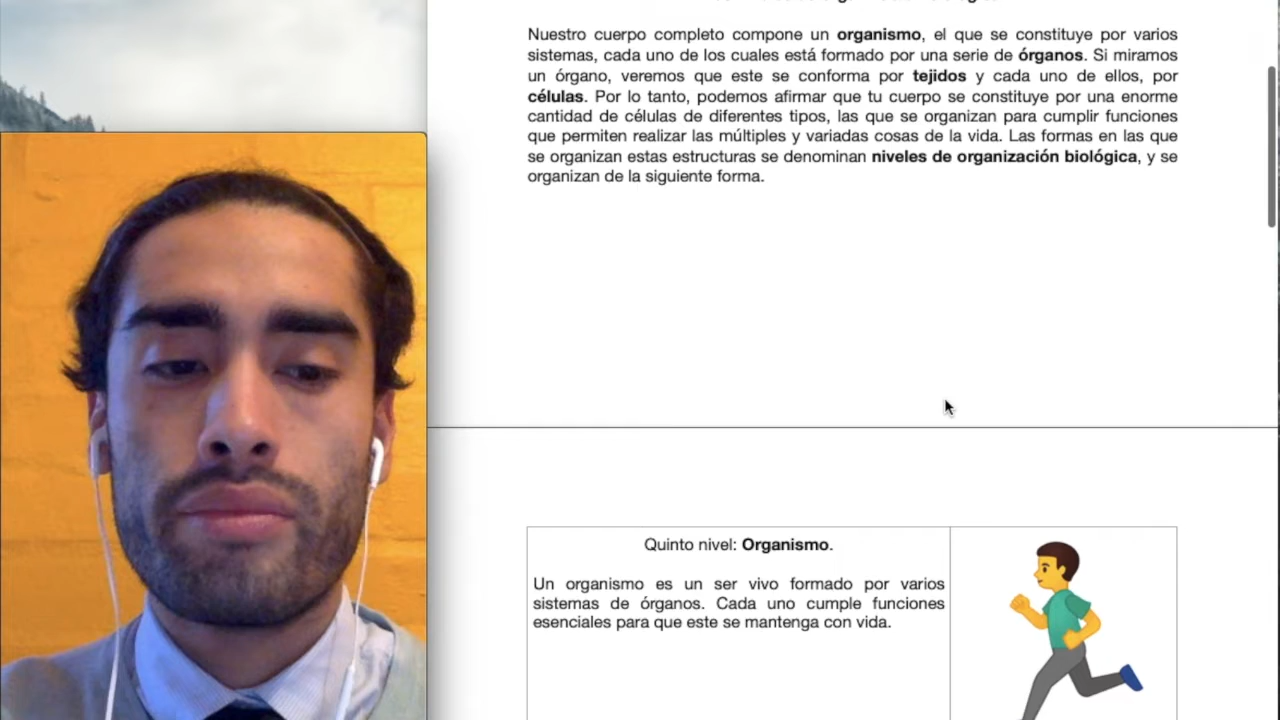 Nuestro cuerpo completo compone un organismo, el que se constituye por varios
sistemas, cada uno de los cuales está formado por una serie de órganos. Si miramos
un órgano, veremos que este se conforma por tejidos y cada uno de ellos, por
células. Por lo tanto, podemos afirmar que tu cuerpo se constituye por una enorme
cantidad de células de diferentes tipos, las que se organizan para cumplir funciones
que permiten realizar las múltiples y variadas cosas de la vida. Las formas en las que
se organizan estas estructuras se denominan niveles de organización biológica, y se
organizan de la siguiente forma.
Quinto nivel: Organismo.
Un organismo es un ser vivo formado por varios
sistemas de órganos. Cada uno cumple funciones
esenciales para que este se mantenga con vida.